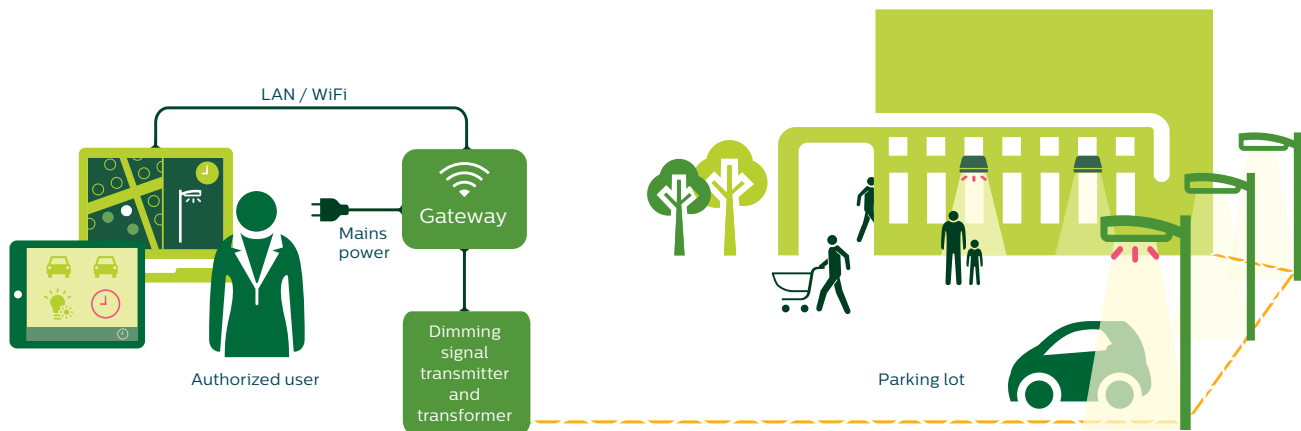 LAN / WiFi
Gateway
Mains
power
Dimming
signal
transmitter
and
transformer
Authorized user
Parking lot